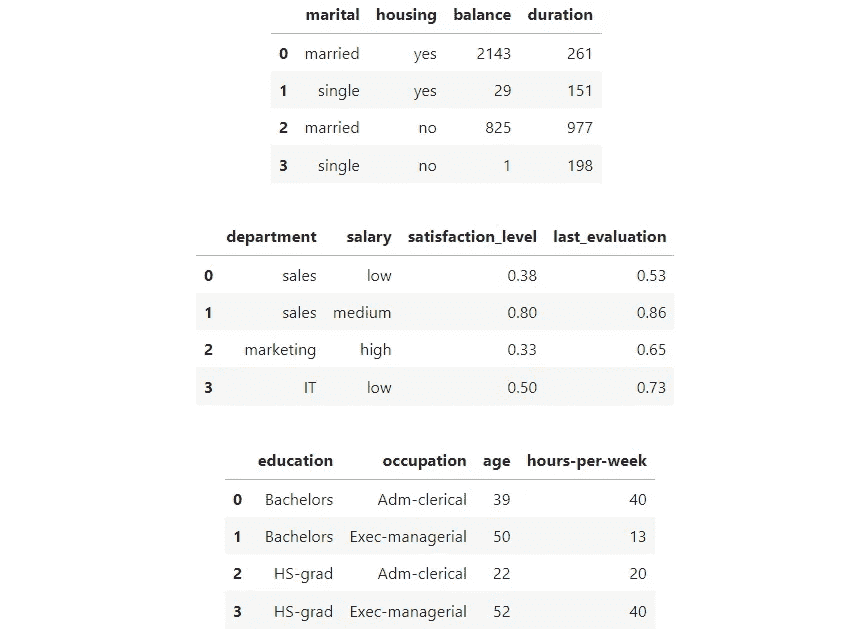 marital housing balance duration
0 married yes 2143 261
1 single yes 29 151
2 married no 825 977
3 single no 1 198
department salary satisfaction_level last_evaluation
0 sales low 0.38 0.53
1 sales medium 0.80 0.86
2 marketing high 0.33 0.65
3 IT low 0.50 0.73
education occupation age hours-per-week
0 Bachelors Adm-clerical 39 40
1 Bachelors Exec-managerial 50 13
2 HS-grad Adm-clerical 22 20
3 HS-grad Exec-managerial 52 40